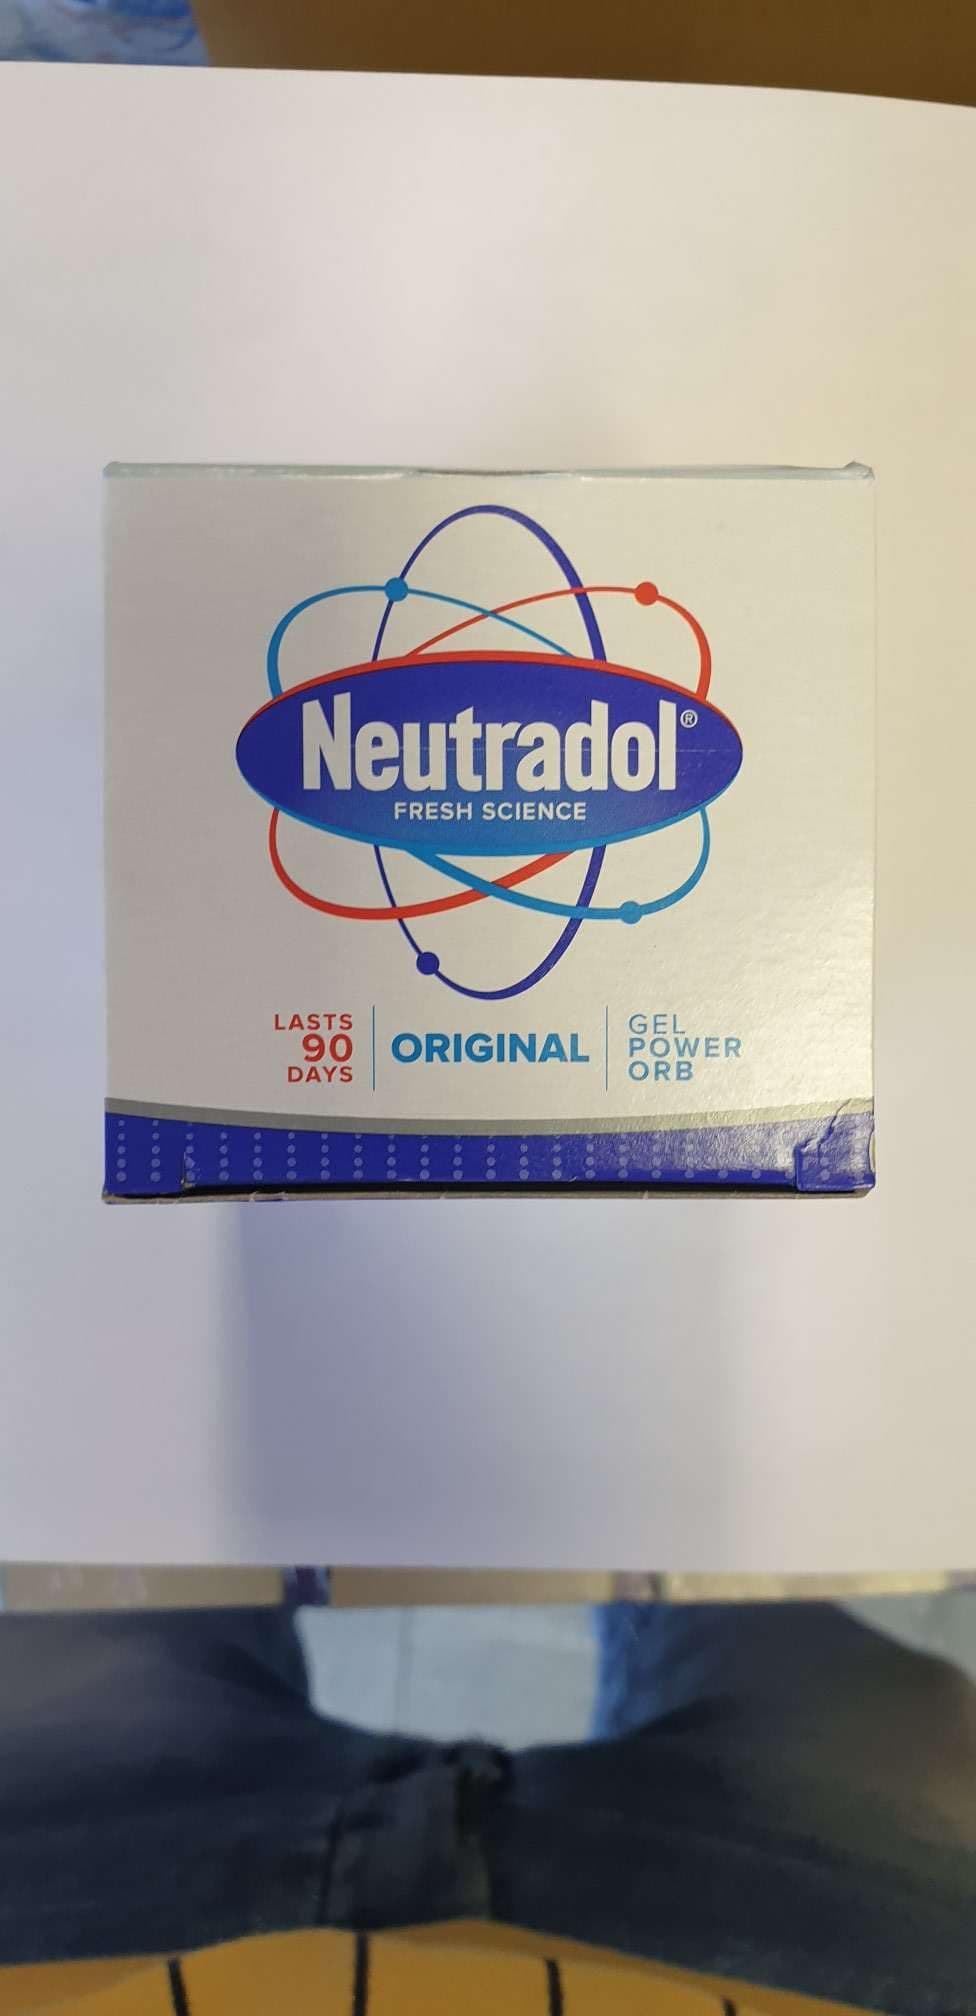 Neutradol®
FRESH SCIENCE
LASTS
90
DAYS
ORIGINAL
GEL
POWER
ORB